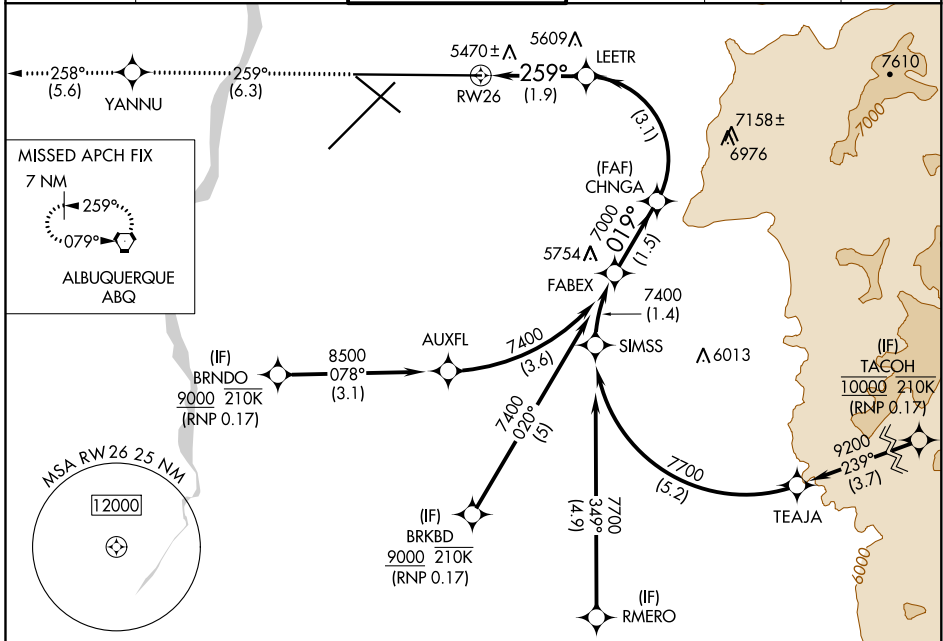 5470±
5609
LEETR
7610
258°
(5.6)
259°
(6.3)
259°
(1.9)
YANNU
RW26
7000
(3.1)
7158±
6976
MISSED APCH FIX
7 NM
259°
079°
ALBUQUERQUE
ABQ
(FAF)
CHNGA
7000
019°
(1.5)
5754
FABEX
7400
(1.4)
AUXFL
7400
(3.6)
SIMSS
6013
(IF)
BRNDO
9000 210K
(RNP 0.17)
8500
078°
(3.1)
(IF)
TACOH
10000 210K
(RNP 0.17)
7400
020°
(5)
9200
239°
(3.7)
MSA RW26 25 NM
12000
7700
(5.2)
TEAJA
(IF)
BRKBD
9000 210K
(RNP 0.17)
7700
349°
(4.9)
6000
(IF)
RMERO